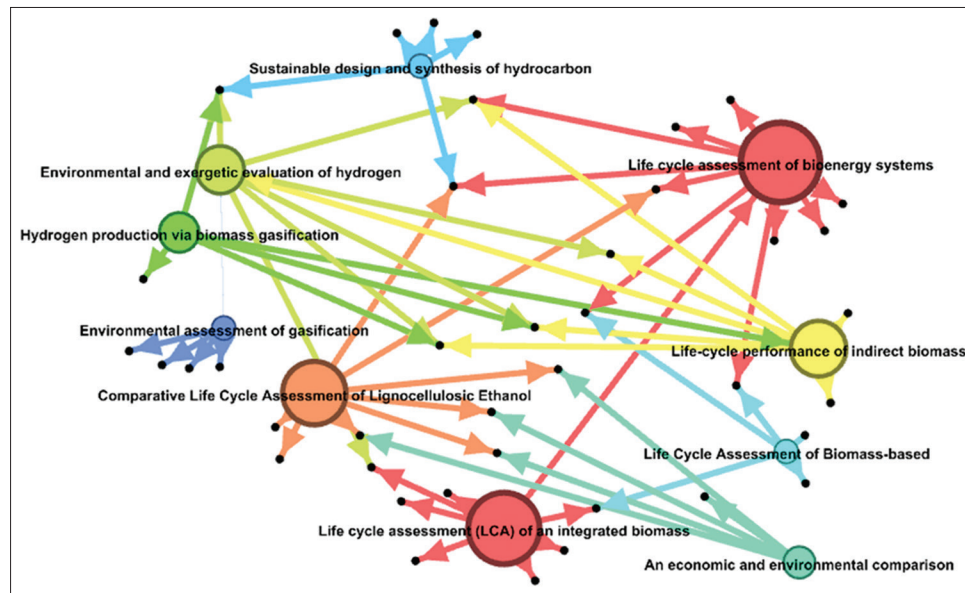 Sustainable design and synthesis of hydrocarbon
Life cycle assessment of bioenergy systems
Environmental and exergetic evaluation of hydrogen
Hydrogen production via biomass gasification
Environmental assessment of gasification
Life-cycle performance of indirect biomass
Comparative Life Cycle Assessment of Lignocellulosic Ethanol
Life Cycle Assessment of Biomass-based
Life cycle assessment (LCA) of an integrated biomass
An economic and environmental comparison